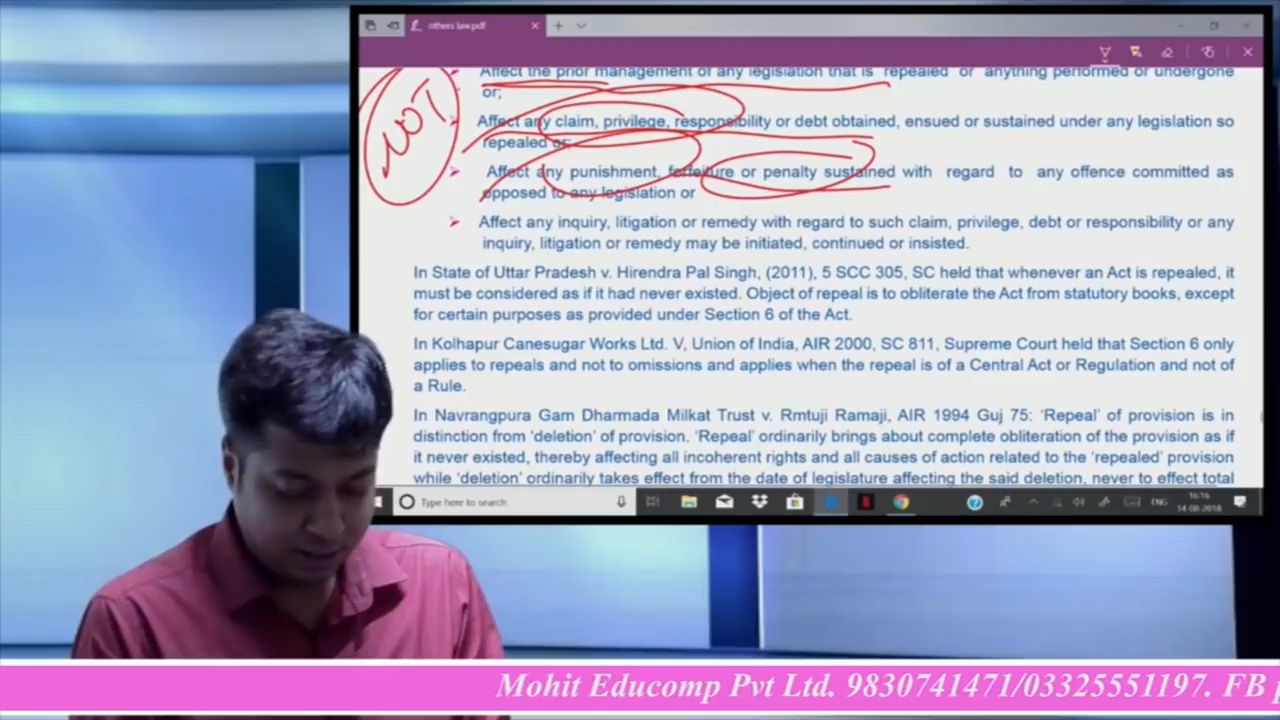 others law.pdf
Affect the prior management of any legislation that is repealed or anything performed or undergone
or;
NOT
Affect any claim, privilege, responsibility or debt obtained, ensued or sustained under any legislation so
repealed or;
Affect any punishment, forfeiture or penalty sustained with regard to any offence committed as
opposed to any legislation or
Affect any inquiry, litigation or remedy with regard to such claim, privilege, debt or responsibility or any
inquiry, litigation or remedy may be initiated, continued or insisted.
In State of Uttar Pradesh v. Hirendra Pal Singh, (2011), 5 SCC 305, SC held that whenever an Act is repealed, it
must be considered as if it had never existed. Object of repeal is to obliterate the Act from statutory books, except
for certain purposes as provided under Section 6 of the Act.
In Kolhapur Canesugar Works Ltd. V, Union of India, AIR 2000, SC 811, Supreme Court held that Section 6 only
applies to repeals and not to omissions and applies when the repeal is of a Central Act or Regulation and not of
a Rule.
In Navrangpura Gam Dharmada Milkat Trust v. Rmtuji Ramaji, AIR 1994 Guj 75: ‘Repeal’ of provision is in
distinction from ‘deletion’ of provision. ‘Repeal’ ordinarily brings about complete obliteration of the provision as if
it never existed, thereby affecting all incoherent rights and all causes of action related to the ‘repealed’ provision
while ‘deletion’ ordinarily takes effect from the date of legislature affecting the said deletion, never to effect total
Type here to search
ENG
16:16
14-08-2018
Mohit Educomp Pvt Ltd. 9830741471/03325551197. FB p